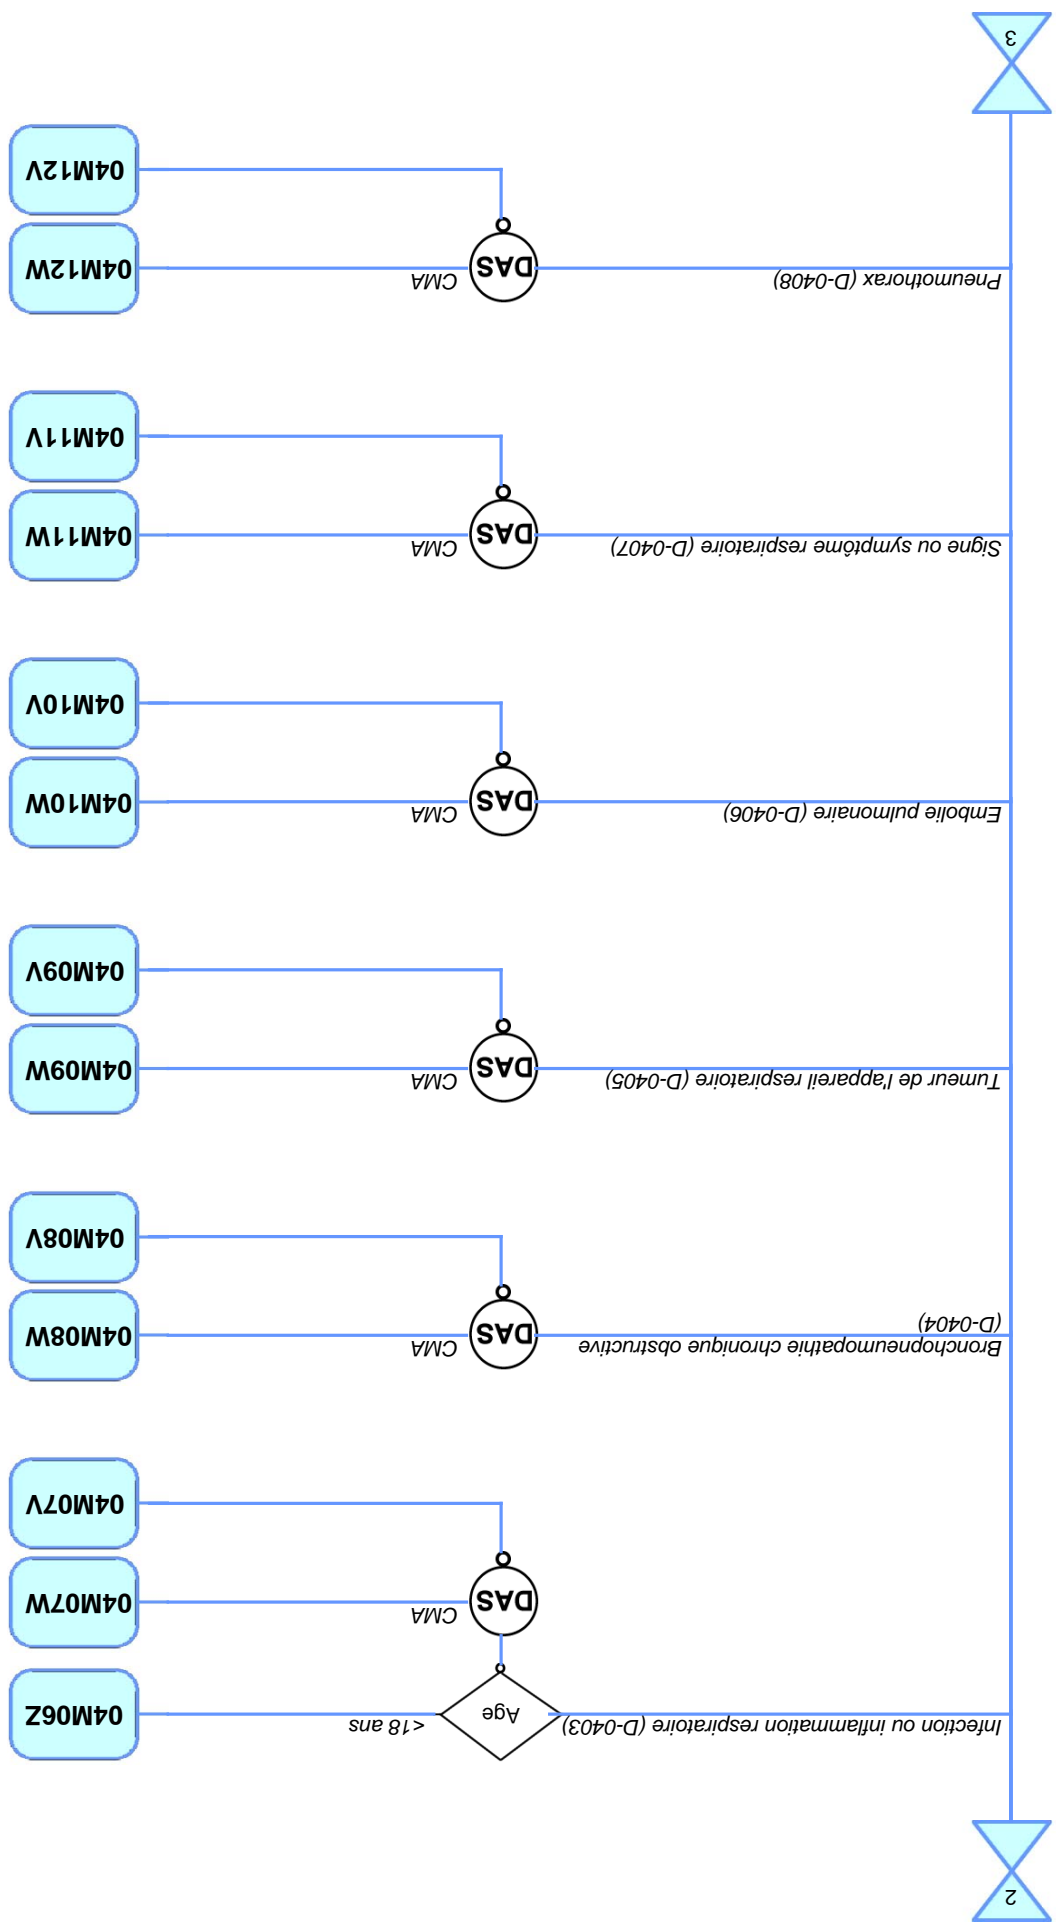 2
Infection ou inflammation respiratoire (D-0403)
Age
<18 ans
04M06Z
DAS
CMA
04M07W
04M07V
Bronchopneumopathie chronique obstructive
(D-0404)
DAS
CMA
04M08W
04M08V
Tumeur de l'appareil respiratoire (D-0405)
DAS
CMA
04M09W
04M09V
Embolie pulmonaire (D-0406)
DAS
CMA
04M10W
04M10V
Signe ou symptôme respiratoire (D-0407)
DAS
CMA
04M11W
04M11V
Pneumothorax (D-0408)
DAS
CMA
04M12W
04M12V
3